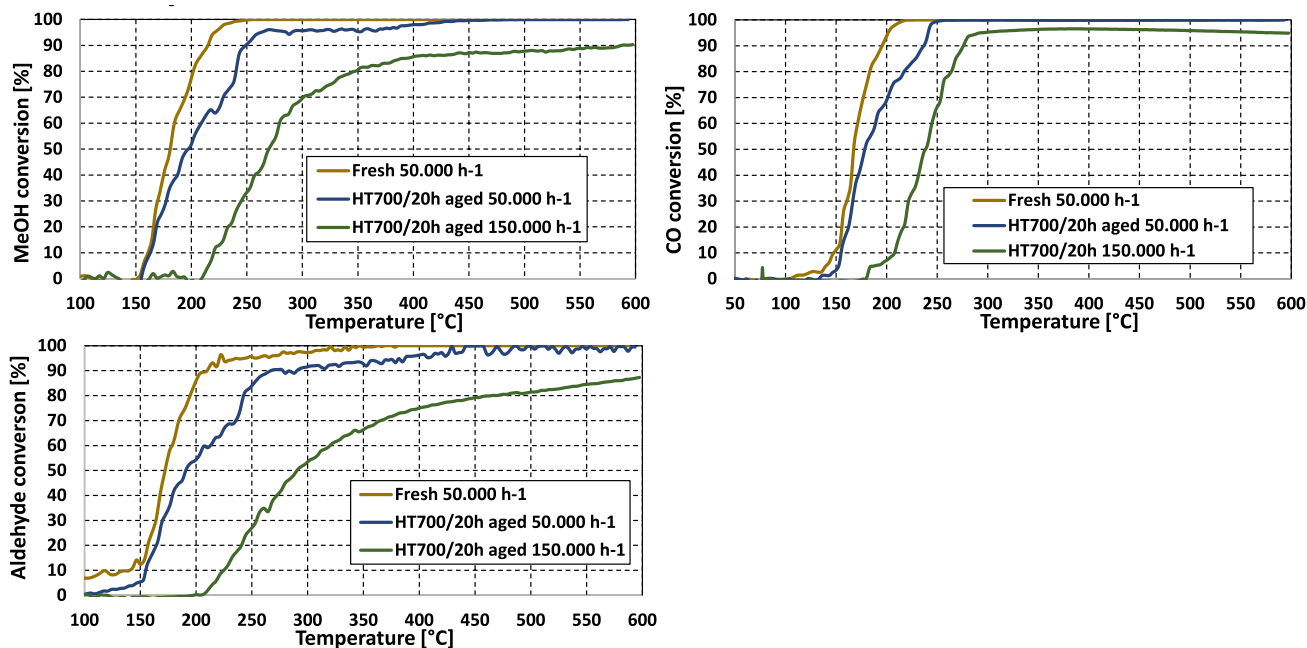 MeOH conversion [%]
100
90
80
70
60
50
40
30
20
10
0
Fresh 50.000 h-1
HT700/20h aged 50.000 h-1
HT700/20h aged 150.000 h-1
100 150 200 250 300 350 400 450 500 550 600
Temperature [°C]
CO conversion [%]
100
90
80
70
60
50
40
30
20
10
0
Fresh 50.000 h-1
HT700/20h aged 50.000 h-1
HT700/20h 150.000 h-1
50 100 150 200 250 300 350 400 450 500 550 600
Temperature [°C]
Aldehyde converson [%]
100
90
80
70
60
50
40
30
20
10
0
Fresh 50.000 h-1
HT700/20h aged 50.000 h-1
HT700/20h aged 150.000 h-1
100 150 200 250 300 350 400 450 500 550 600
Temperature [°C]